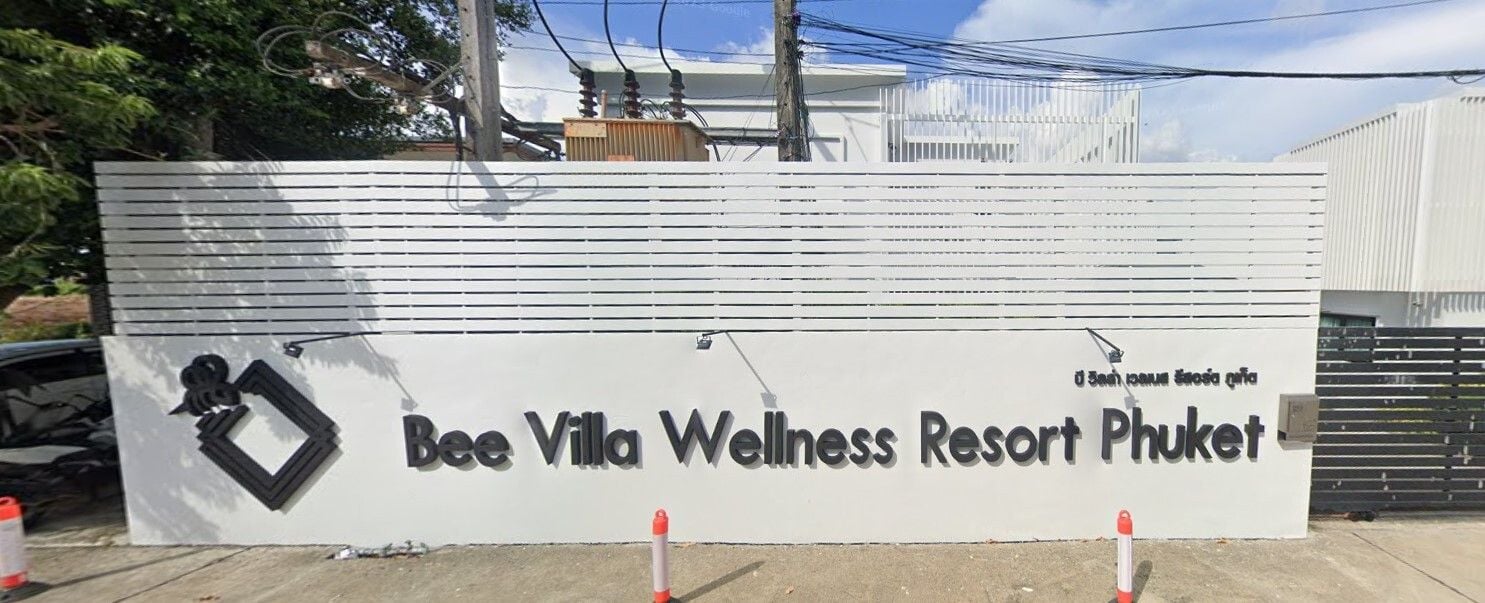 บี วิลล่า เวลเนส รีสอร์ต ภูเก็ต
Bee Villa Wellness Resort Phuket